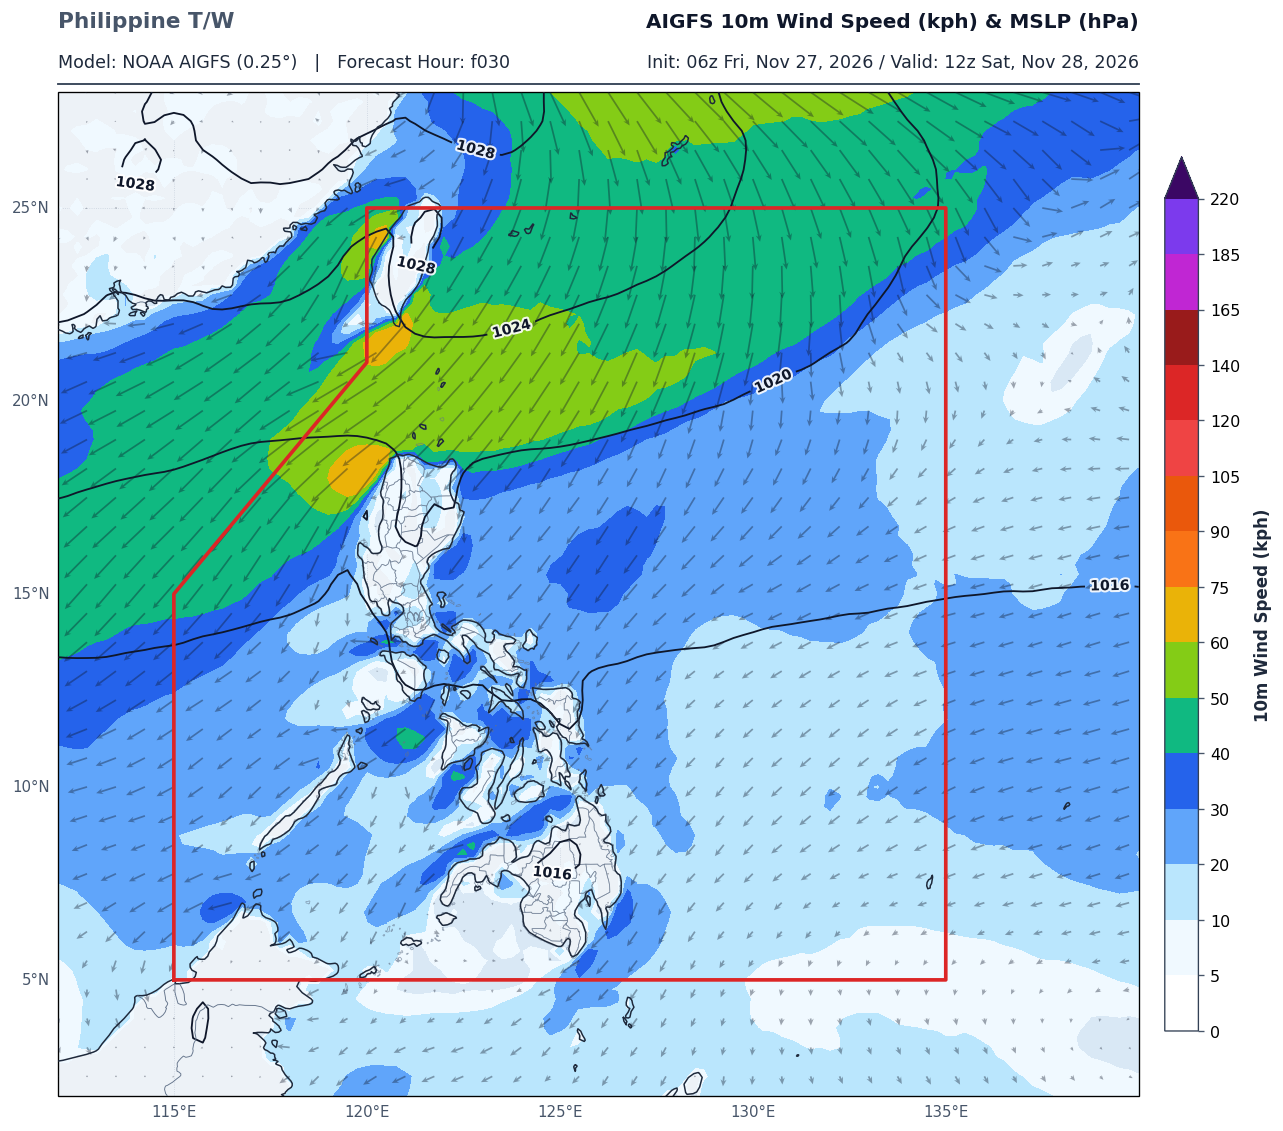 Philippine T/W
AIGFS 10m Wind Speed (kph) & MSLP (hPa)
Model: NOAA AIGFS (0.25°) | Forecast Hour: f030
Init: 06z Fri, Nov 27, 2026 / Valid: 12z Sat, Nov 28, 2026
1028
1028
1028
1024
1020
1016
1016
25°N
20°N
15°N
10°N
5°N
115°E
120°E
125°E
130°E
135°E
220
185
165
140
120
105
90
75
60
50
40
30
20
10
5
0
10m Wind Speed (kph)